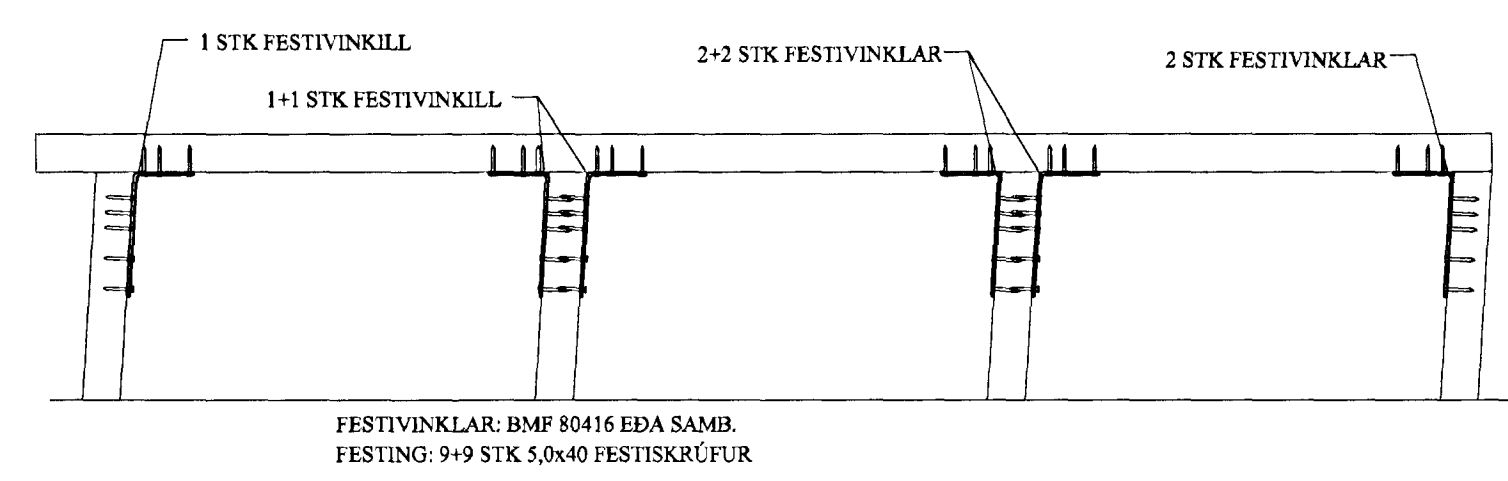 1 STK FESTIVINKILL
2+2 STK FESTIVINKLAR
2 STK FESTIVINKLAR
1+1 STK FESTIVINKILL
FESTIVINKLAR: BMF 80416 EÐA SAMB.
FESTING: 9+9 STK 5,0x40 FESTISKRÚFUR